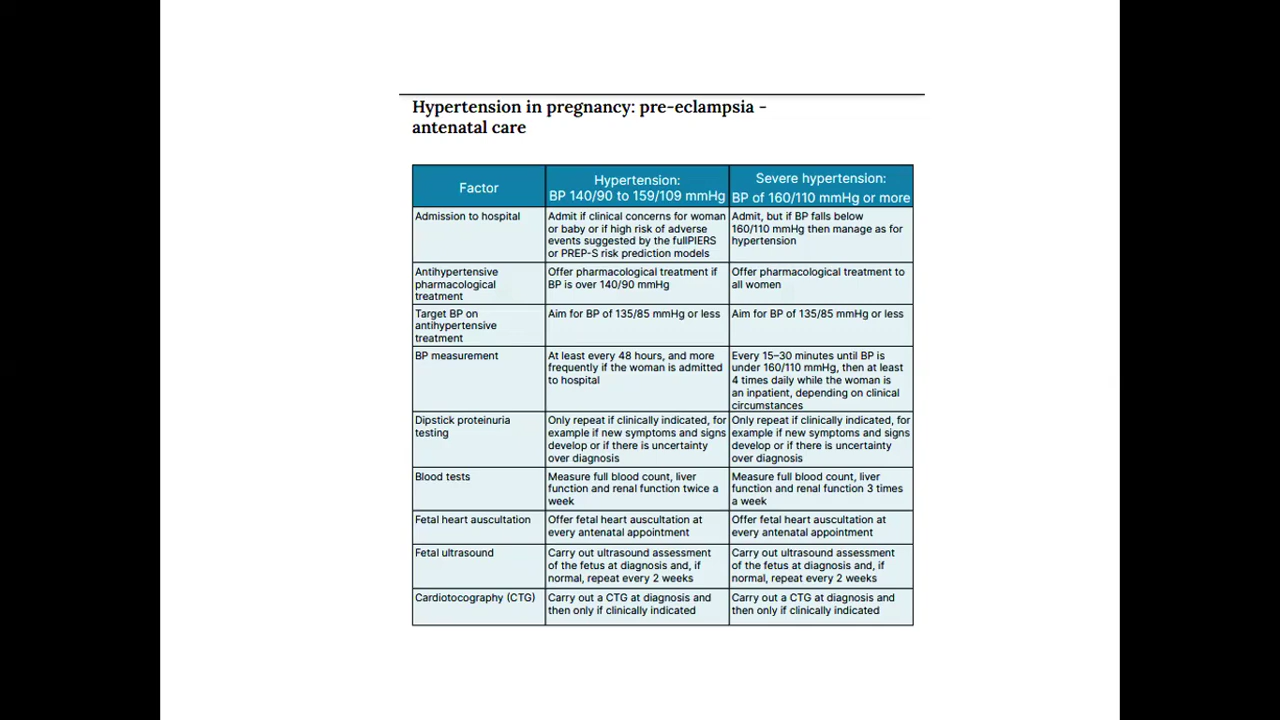 Hypertension in pregnancy: pre-eclampsia -
antenatal care
Factor
Hypertension:
BP 140/90 to 159/109 mmHg
Severe hypertension:
BP of 160/110 mmHg or more
Admission to hospital
Admit if clinical concerns for woman
or baby or if high risk of adverse
events suggested by the fullPIERS
or PREP-S risk prediction models
Admit, but if BP falls below
160/110 mmHg then manage as for
hypertension
Antihypertensive
pharmacological
treatment
Offer pharmacological treatment if
BP is over 140/90 mmHg
Offer pharmacological treatment to
all women
Target BP on
antihypertensive
treatment
Aim for BP of 135/85 mmHg or less
Aim for BP of 135/85 mmHg or less
BP measurement
At least every 48 hours, and more
frequently if the woman is admitted
to hospital
Every 15–30 minutes until BP is
under 160/110 mmHg, then at least
4 times daily while the woman is
an inpatient, depending on clinical
circumstances
Dipstick proteinuria
testing
Only repeat if clinically indicated, for
example if new symptoms and signs
develop or if there is uncertainty
over diagnosis
Only repeat if clinically indicated, for
example if new symptoms and signs
develop or if there is uncertainty
over diagnosis
Blood tests
Measure full blood count, liver
function and renal function twice a
week
Measure full blood count, liver
function and renal function 3 times
a week
Fetal heart auscultation
Offer fetal heart auscultation at
every antenatal appointment
Offer fetal heart auscultation at
every antenatal appointment
Fetal ultrasound
Carry out ultrasound assessment
of the fetus at diagnosis and, if
normal, repeat every 2 weeks
Carry out ultrasound assessment
of the fetus at diagnosis and, if
normal, repeat every 2 weeks
Cardiotocography (CTG)
Carry out a CTG at diagnosis and
then only if clinically indicated
Carry out a CTG at diagnosis and
then only if clinically indicated